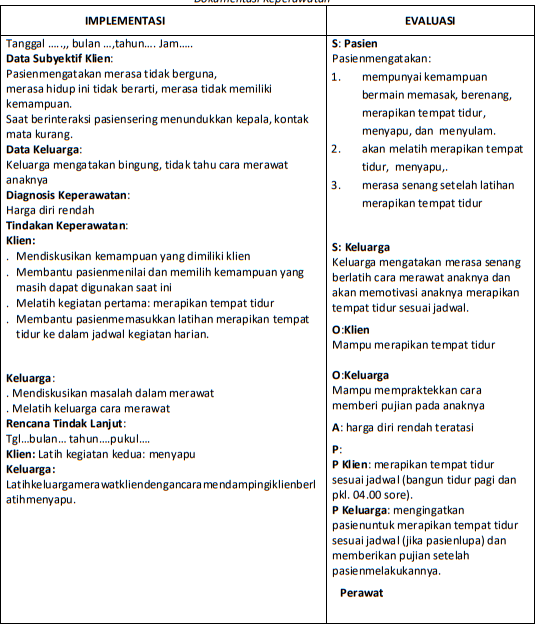 Dokumentasi Keperawatan
IMPLEMENTASI
Tanggal .....,, bulan ...,tahun.... Jam.....
Data Subyektif Klien:
Pasienmengatakan merasa tidak berguna,
merasa hidup ini tidak berarti, merasa tidak memiliki
kemampuan.
Saat berinteraksi pasiensering menundukkan kepala, kontak
mata kurang.
Data Keluarga:
Keluarga mengatakan bingung, tidak tahu cara merawat
anaknya
Diagnosis Keperawatan:
Harga diri rendah
Tindakan Keperawatan:
Klien:
. Mendiskusikan kemampuan yang dimiliki klien
. Membantu pasienmenilai dan memilih kemampuan yang
masih dapat digunakan saat ini
. Melatih kegiatan pertama: merapikan tempat tidur
. Membantu pasienmemasukkan latihan merapikan tempat
tidur ke dalam jadwal kegiatan harian.
Keluarga:
. Mendiskusikan masalah dalam merawat
. Melatih keluarga cara merawat
Rencana Tindak Lanjut:
Tgl...bulan... tahun....pukul....
Klien: Latih kegiatan kedua: menyapu
Keluarga:
Latihkeluargamerawatkliendengancaramendampingiklienberl
atihmenyapu.
EVALUASI
S: Pasien
Pasienmengatakan:
1. mempunyai kemampuan
bermain memasak, berenang,
merapikan tempat tidur,
menyapu, dan menyulam.
2. akan melatih merapikan tempat
tidur, menyapu,.
3. merasa senang setelah latihan
merapikan tempat tidur
S: Keluarga
Keluarga mengatakan merasa senang
berlatih cara merawat anaknya dan
akan memotivasi anaknya merapikan
tempat tidur sesuai jadwal.
O:Klien
Mampu merapikan tempat tidur
O:Keluarga
Mampu mempraktekkan cara
memberi pujian pada anaknya
A: harga diri rendah teratasi
P:
P Klien: merapikan tempat tidur
sesuai jadwal (bangun tidur pagi dan
pkl. 04.00 sore).
P Keluarga: mengingatkan
pasienuntuk merapikan tempat tidur
sesuai jadwal (jika pasienlupa) dan
memberikan pujian setelah
pasienmelakukannya.
Perawat